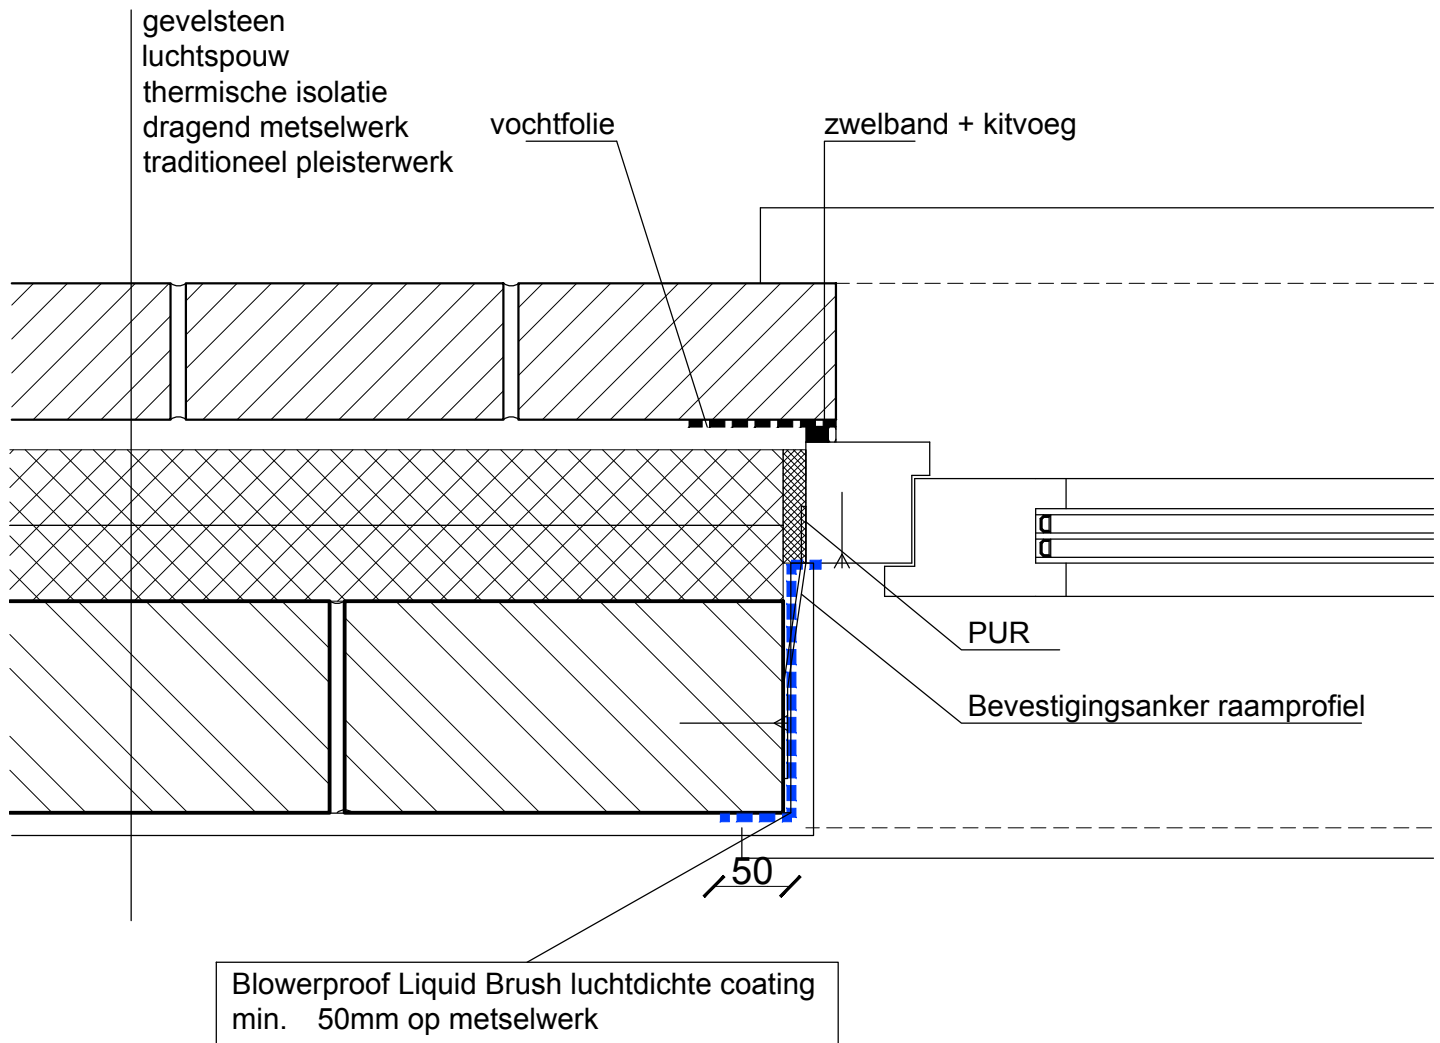 gevelsteen
luchtspouw
thermische isolatie
dragend metselwerk
traditioneel pleisterwerk
vochtfolie
zwelband + kitvoeg
PUR
Bevestigingsanker raamprofiel
50
Blowerproof Liquid Brush luchtdichte coating
min. 50mm op metselwerk